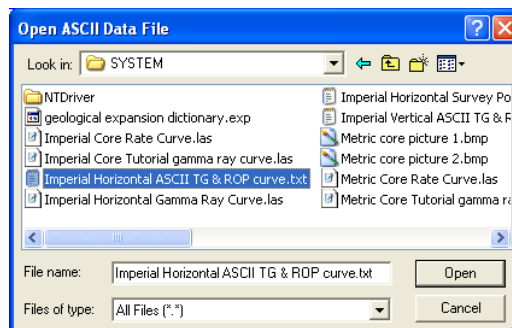 Open ASCII Data File
Look in: SYSTEM
NTDriver
geological expansion dictionary.exp
Imperial Core Rate Curve.las
Imperial Core Tutorial gamma ray curve.las
Imperial Horizontal ASCII TG & ROP curve.txt
Imperial Horizontal Gamma Ray Curve.las
Imperial Horizontal Survey Po
Imperial Vertical ASCII TG & R
Metric core picture 1.bmp
Metric core picture 2.bmp
Metric Core Rate Curve.las
Metric Core Tutorial gamma ra
File name: Imperial Horizontal ASCII TG & ROP curve.txt Open
Files of type: All Files (*.*) Cancel